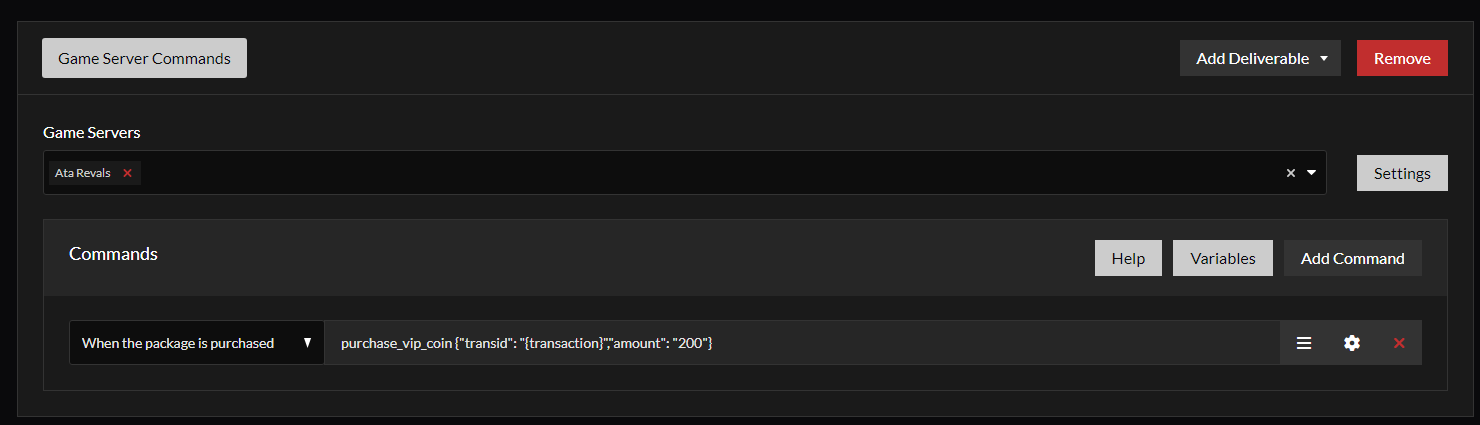 Game Server Commands
Add Deliverable
Remove
Game Servers
Ata Revals
Settings
Commands
Help
Variables
Add Command
When the package is purchased
purchase_vip_coin {"transid": "{transaction}","amount": "200"}